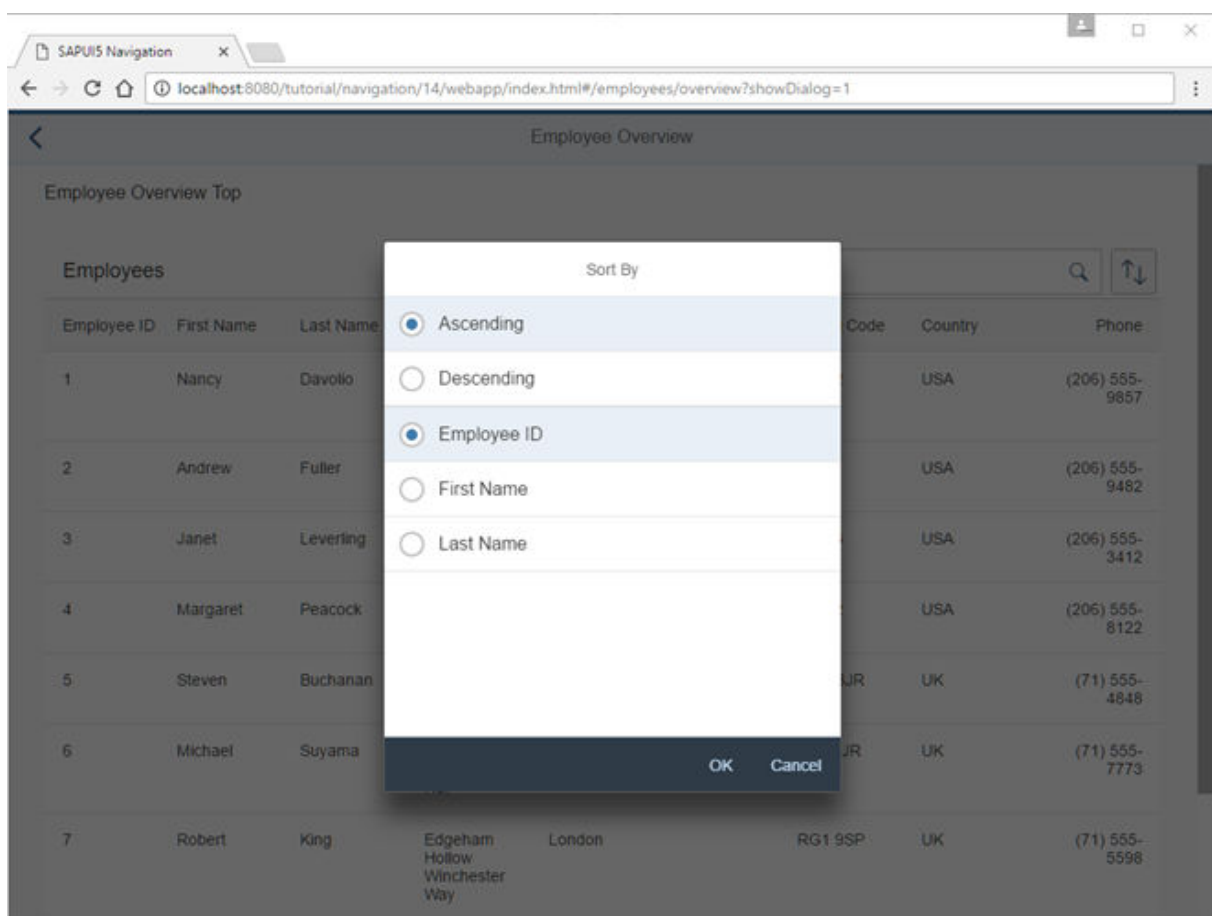 SAPUI5 Navigation
localhost:8080/tutorial/navigation/14/webapp/index.html#/employees/overview?showDialog=1
Employee Overview
Employee Overview Top
Employees
Sort By
Ascending
Descending
Employee ID
First Name
Last Name
OK Cancel
Employee ID First Name Last Name Code Country Phone
1 Nancy Davolio USA (206) 555-
9857
2 Andrew Fuller USA (206) 555-
9482
3 Janet Leverling USA (206) 555-
3412
4 Margaret Peacock USA (206) 555-
8122
5 Steven Buchanan UK (71) 555-
4848
6 Michael Suyama UK (71) 555-
7773
7 Robert King Edgeham London RG1 9SP UK (71) 555-
Hollow 5598
Winchester
Way